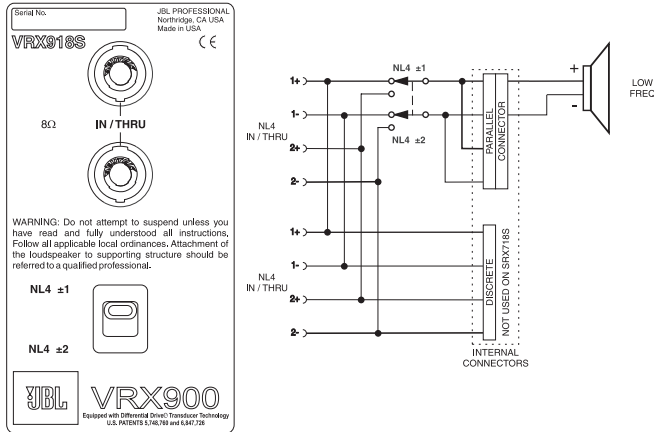 Serial No.
JBL PROFESSIONAL
Northridge, CA USA
Made in USA
VRX918S
CE
8Ω
IN / THRU
WARNING: Do not attempt to suspend unless you
have read and fully understood all instructions,
Follow all applicable local ordinances. Attachment of
the loudspeaker to supporting structure should be
referred to a qualified professional.
NL4 ±1
NL4 ±2
JBL
VRX900
Equipped with Differential Drive® Transducer Technology
U.S. PATENTS 5,748,760 and 6,847,726
NL4 ±1
1+
1-
NL4
IN / THRU
2+
2-
NL4 ±2
PARALLEL
CONNECTOR
+
-
LOW
FREQ
1+
1-
NL4
IN / THRU
2+
2-
DISCRETE
NOT USED ON SRX718S
INTERNAL
CONNECTORS